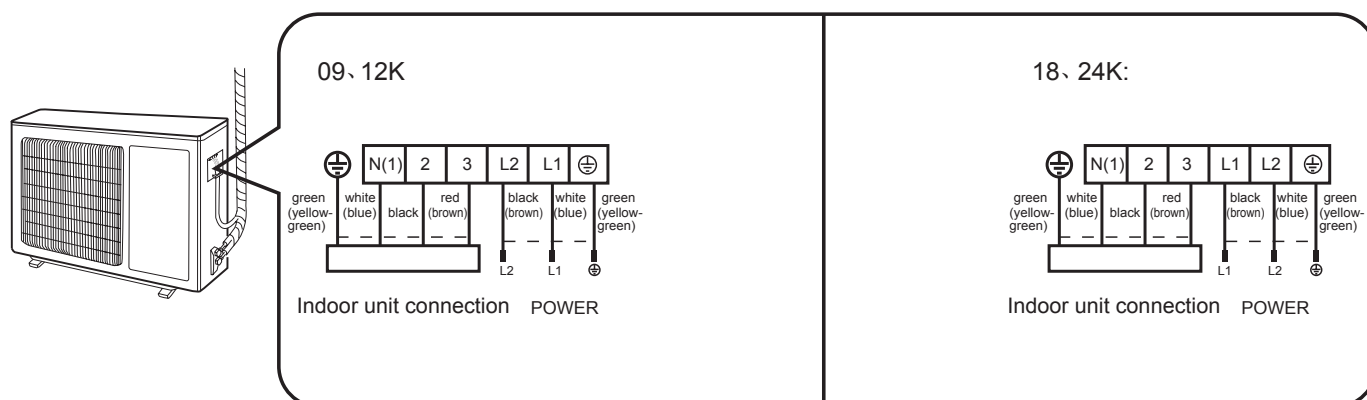 09、12K
N(1) 2 3 L2 L1
green (yellow-green)
white (blue)
black
red (brown)
black (brown)
white (blue)
green (yellow-green)
L2 L1
Indoor unit connection POWER
18、24K:
N(1) 2 3 L1 L2
green (yellow-green)
white (blue)
black
red (brown)
black (brown)
white (blue)
green (yellow-green)
L1 L2
Indoor unit connection POWER